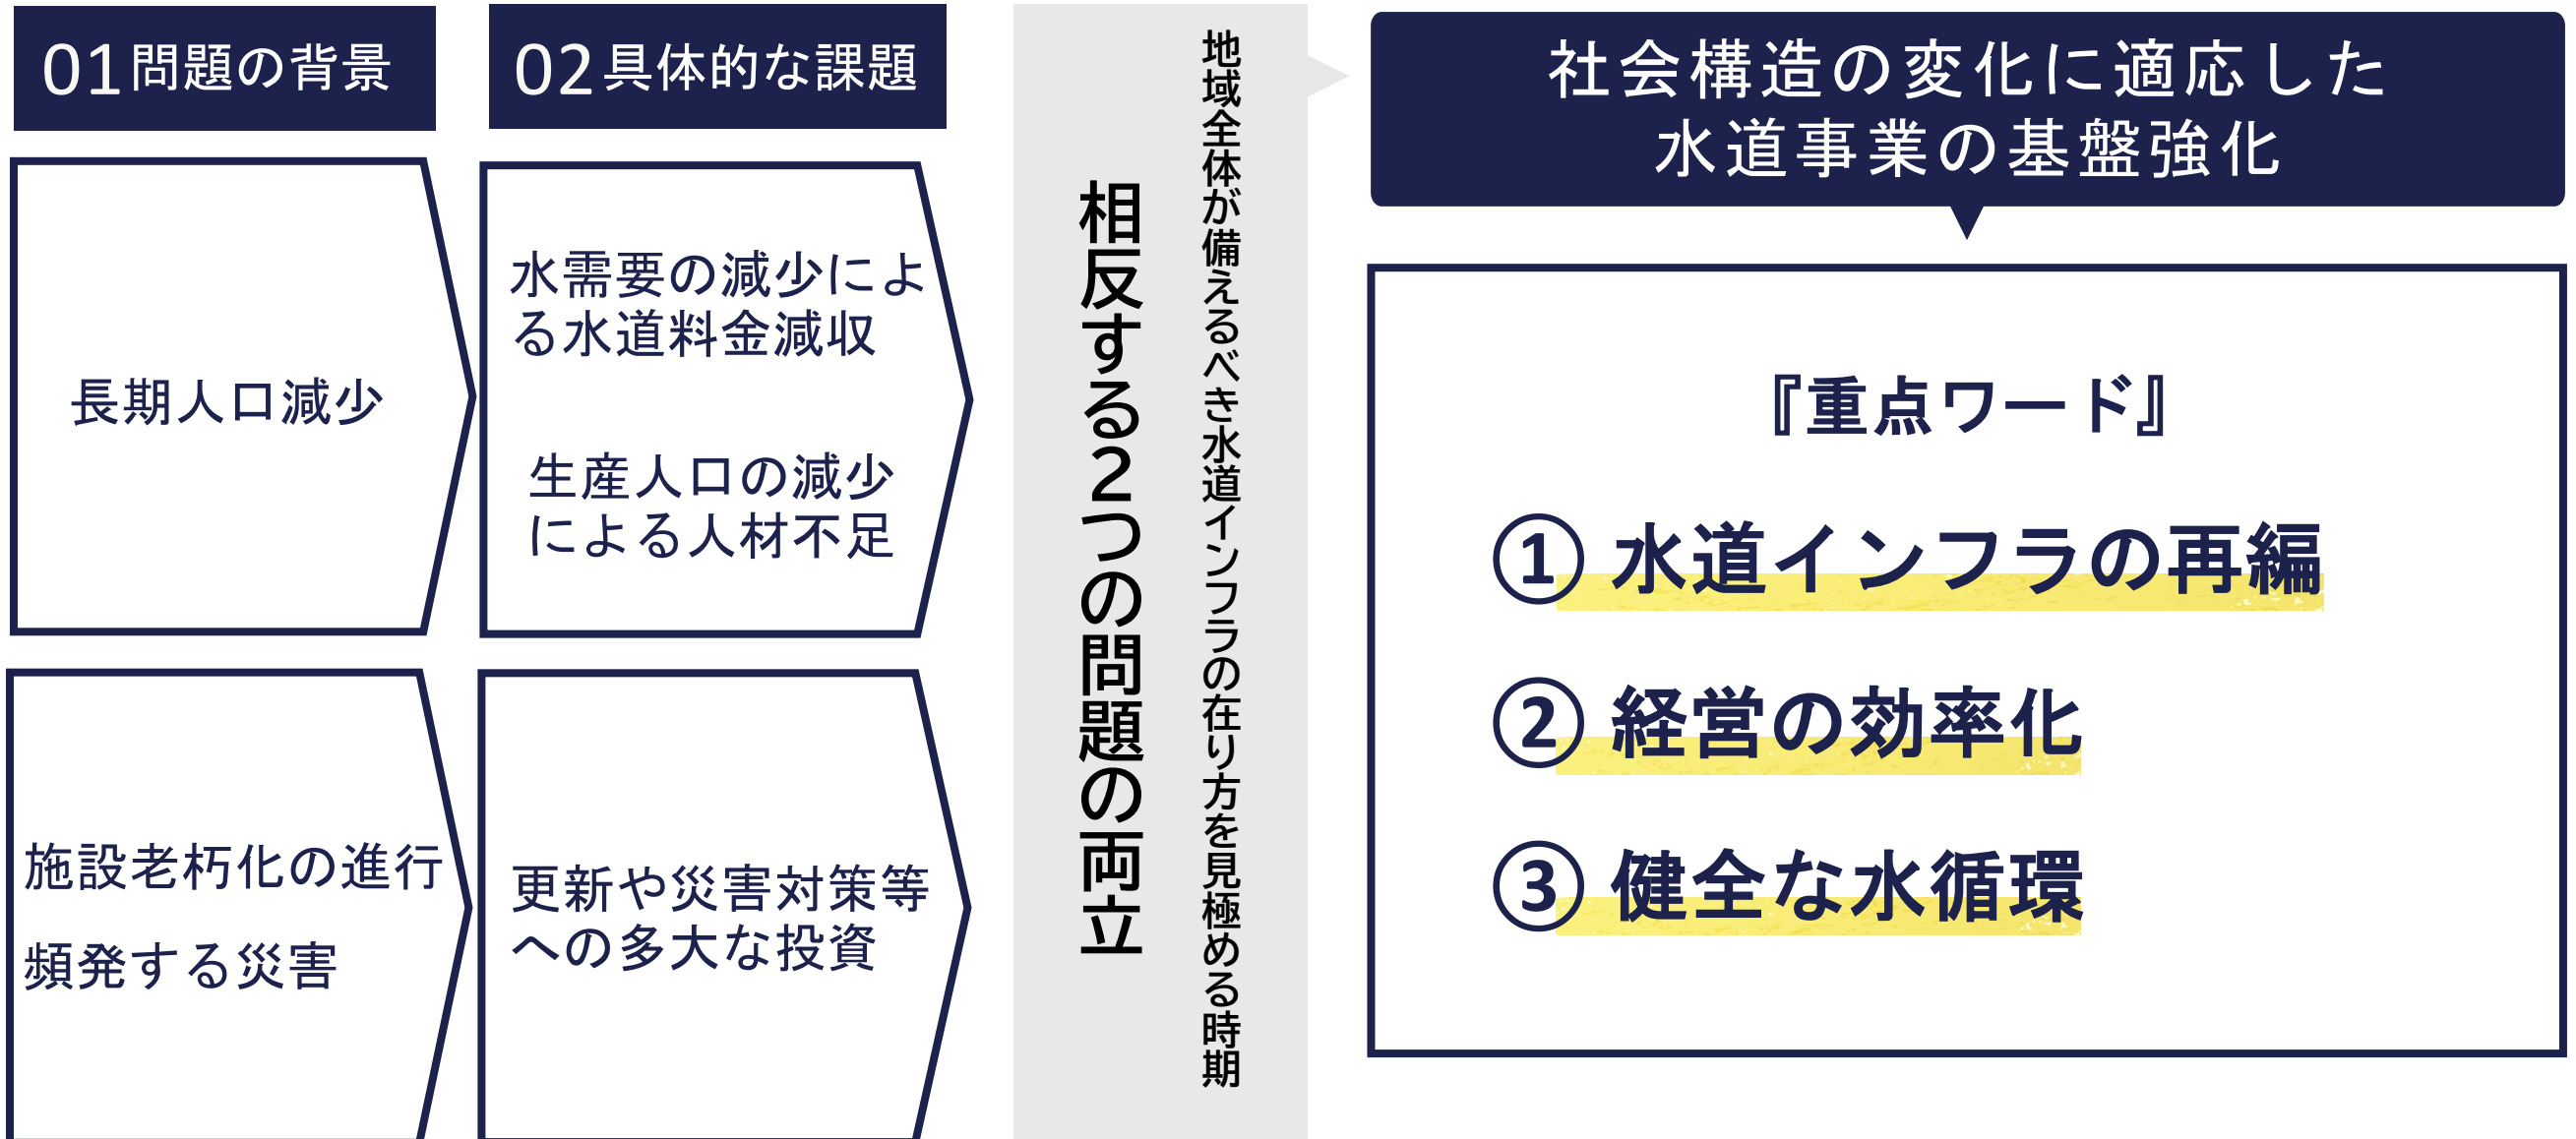 01問題の背景
長期人口減少
施設老朽化の進行
頻発する災害
02具体的な課題
水需要の減少によ
る水道料金減収
生産人口の減少
による人材不足
更新や災害対策等
への多大な投資
地域全体が備えるべき水道インフラの在り方を見極める時期
相反する2つの問題の両立
社会構造の変化に適応した
水道事業の基盤強化
『重点ワード』
① 水道インフラの再編
② 経営の効率化
③ 健全な水循環